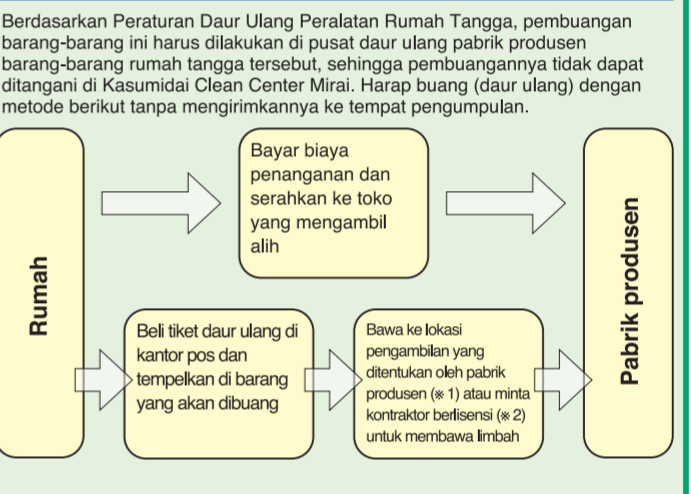 Berdasarkan Peraturan Daur Ulang Peralatan Rumah Tangga, pembuangan
barang-barang ini harus dilakukan di pusat daur ulang pabrik produsen
barang-barang rumah tangga tersebut, sehingga pembuangannya tidak dapat
ditangani di Kasumidai Clean Center Mirai. Harap buang (daur ulang) dengan
metode berikut tanpa mengirimkannya ke tempat pengumpulan.
Rumah
Bayar biaya
penanganan dan
serahkan ke toko
yang mengambil
alih
Beli tiket daur ulang di
kantor pos dan
tempelkan di barang
yang akan dibuang
Bawa ke lokasi
pengambilan yang
ditentukan oleh pabrik
produsen (※ 1) atau minta
kontraktor berlisensi (※ 2)
untuk membawa limbah
Pabrik produsen